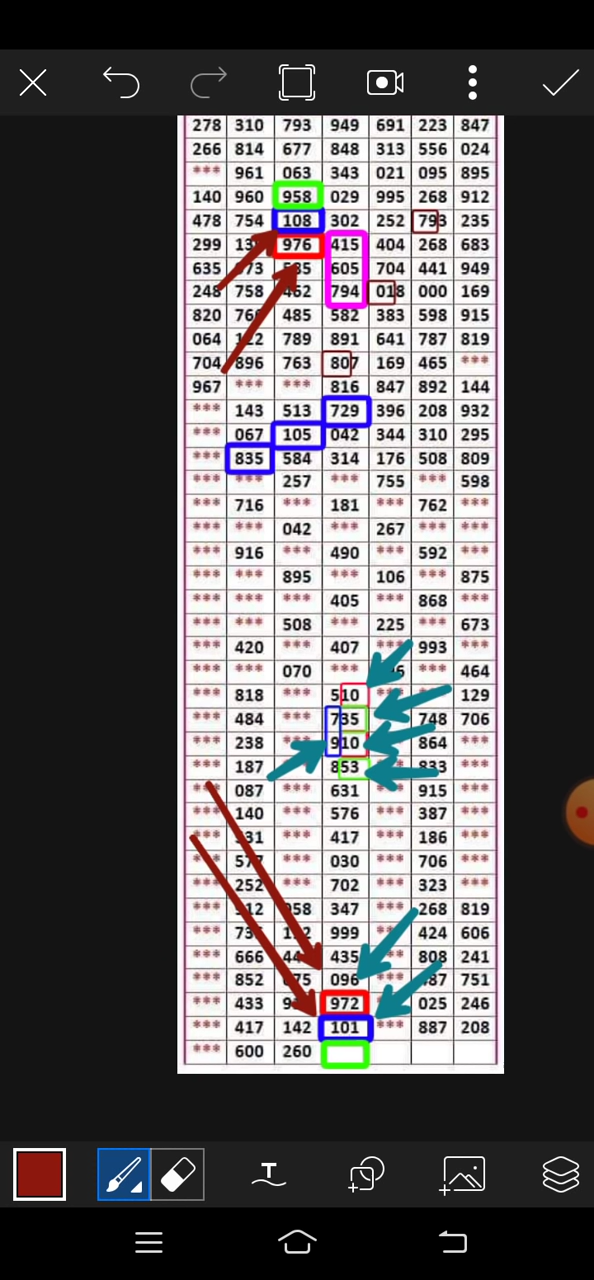 278 310 793 949 691 223 847
266 814 677 848 313 556 024
*** 961 063 343 021 095 895
140 960 958 029 995 268 912
478 754 108 302 252 793 235
299 976 415 404 268 683
635 605 704 441 949
248 758 794 018 000 169
820 485 582 383 598 915
064 789 891 641 787 819
704 896 763 807 169 465 ***
967 *** *** 816 847 892 144
*** 143 513 729 396 208 932
*** 067 105 042 344 310 295
*** 835 584 314 176 508 809
*** *** 257 *** 755 *** 598
*** 716 *** 181 *** 762 ***
*** *** 042 *** 267 *** ***
*** 916 *** 490 *** 592 ***
*** *** 895 *** 106 *** 875
*** *** *** 405 *** 868 ***
*** *** 508 *** 225 *** 673
*** 420 *** 407 *** 993 ***
*** *** 070 *** *** 464
*** 818 *** 510 *** 129
*** 484 *** 735 748 706
*** 238 *** 910 864 ***
*** 187 853 *** 833 ***
*** 087 *** 631 *** 915 ***
*** 140 *** 576 *** 387 ***
*** *** 417 *** 186 ***
*** *** 030 *** 706 ***
*** 252 *** 702 *** 323 ***
*** 347 *** 268 819
*** 999 424 606
*** 666 435 *** 808 241
*** 852 096 *** 751
*** 433 972 025 246
*** 417 142 101 *** 887 208
*** 600 260
T